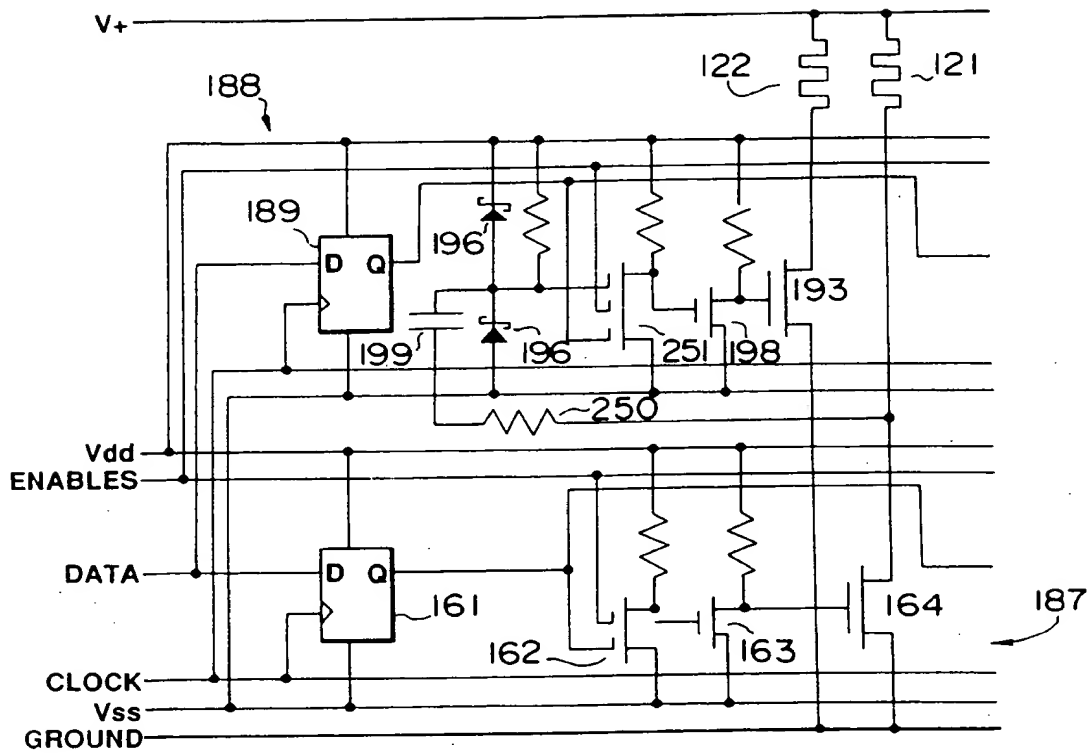 V+
122
121
188
189
D Q
196
193
199
196
251
198
250
Vdd
ENABLES
DATA
D Q
161
164
187
162
163
CLOCK
Vss
GROUND